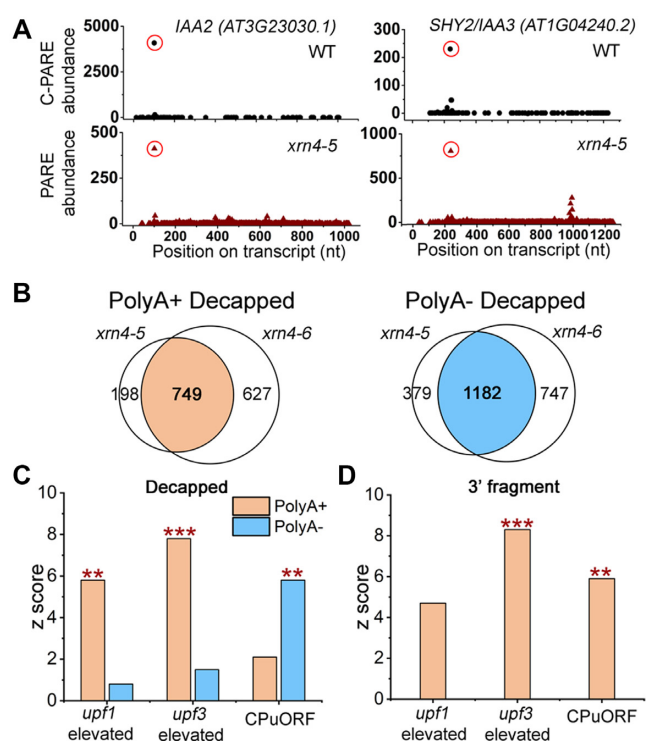 A
IAA2 (AT3G23030.1)
WT
C-PARE abundance
5000
2500
0
SHY2/IAA3 (AT1G04240.2)
WT
300
200
100
0
PARE abundance
500
250
0
xrn4-5
1000
500
0
xrn4-5
0 200 400 600 800 1000
Position on transcript (nt)
0 200 400 600 800 1000 1200
Position on transcript (nt)
B
PolyA+ Decapped
xrn4-5
xrn4-6
198
749
627
PolyA- Decapped
xrn4-5
xrn4-6
379
1182
747
C
Decapped
PolyA+
PolyA-
z score
10
8
6
4
2
0
**
***
**
upf1 elevated
upf3 elevated
CPuORF
D
3' fragment
z score
10
8
6
4
2
0
***
**
upf1 elevated
upf3 elevated
CPuORF